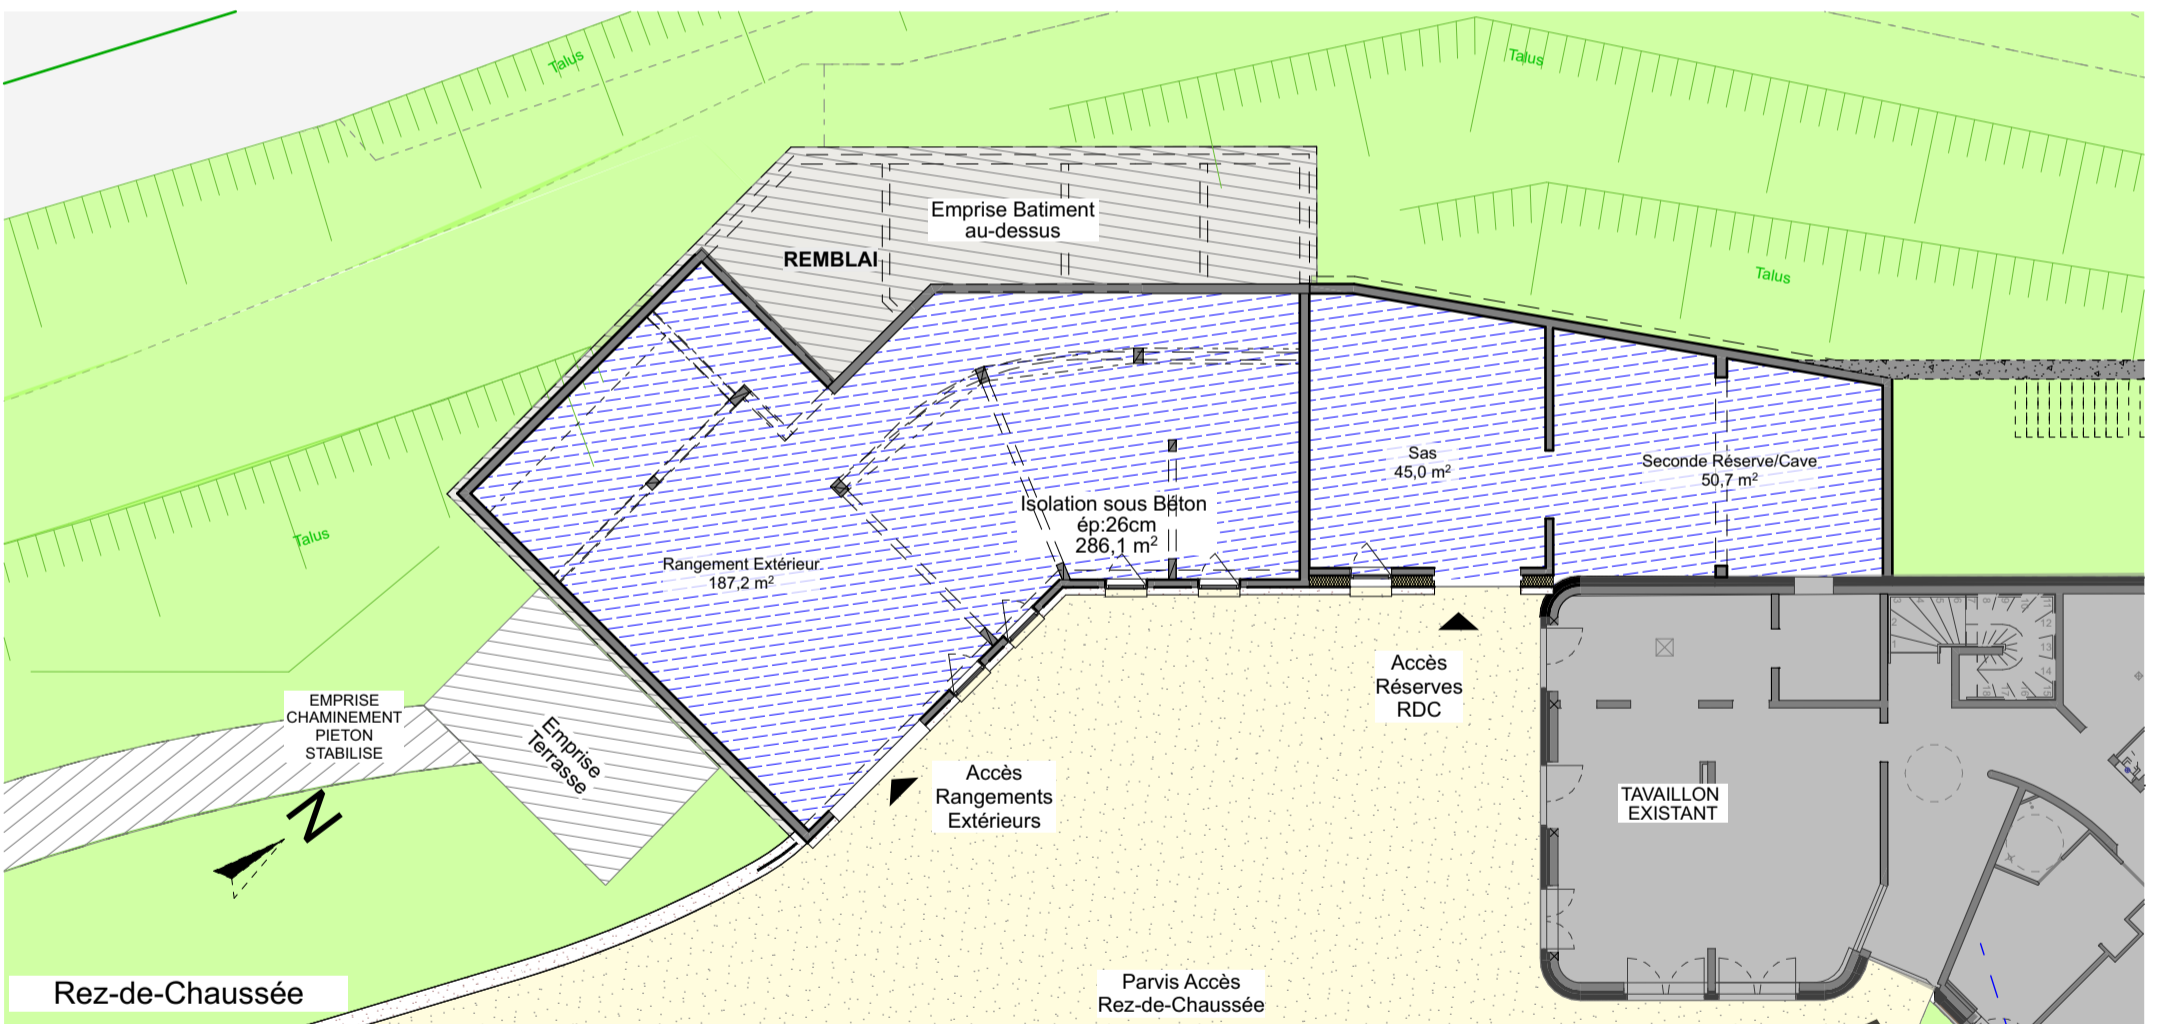 Talus
Talus
Emprise Batiment
au-dessus
REMBLAI
Talus
Sas
45,0 m²
Seconde Réserve/Cave
50,7 m²
Isolation sous Béton
ép:26cm
286,1 m²
Talus
Rangement Extérieur
187,2 m²
Accès
Réserves
RDC
EMPRISE
CHAMINEMENT
PIETON
STABILISE
Emprise
Terrasse
N
Accès
Rangements
Extérieurs
TAVAILLON
EXISTANT
Rez-de-Chaussée
Parvis Accès
Rez-de-Chaussée